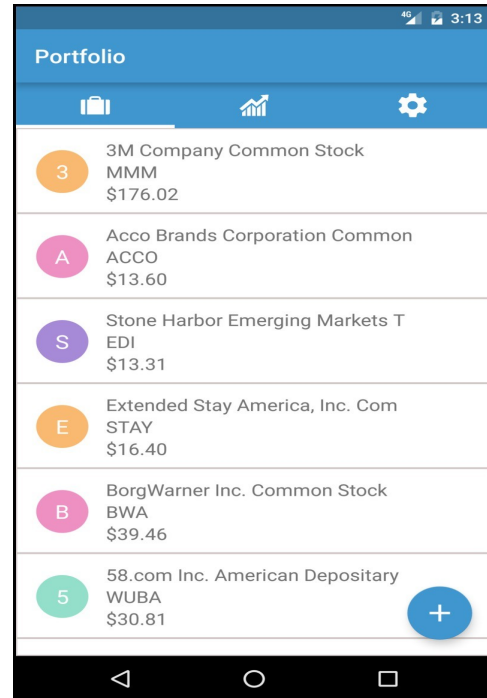 4G 3:13
Portfolio
3
3M Company Common Stock
MMM
$176.02
A
Acco Brands Corporation Common
ACCO
$13.60
S
Stone Harbor Emerging Markets T
EDI
$13.31
E
Extended Stay America, Inc. Com
STAY
$16.40
B
BorgWarner Inc. Common Stock
BWA
$39.46
5
58.com Inc. American Depositary
WUBA
$30.81
+